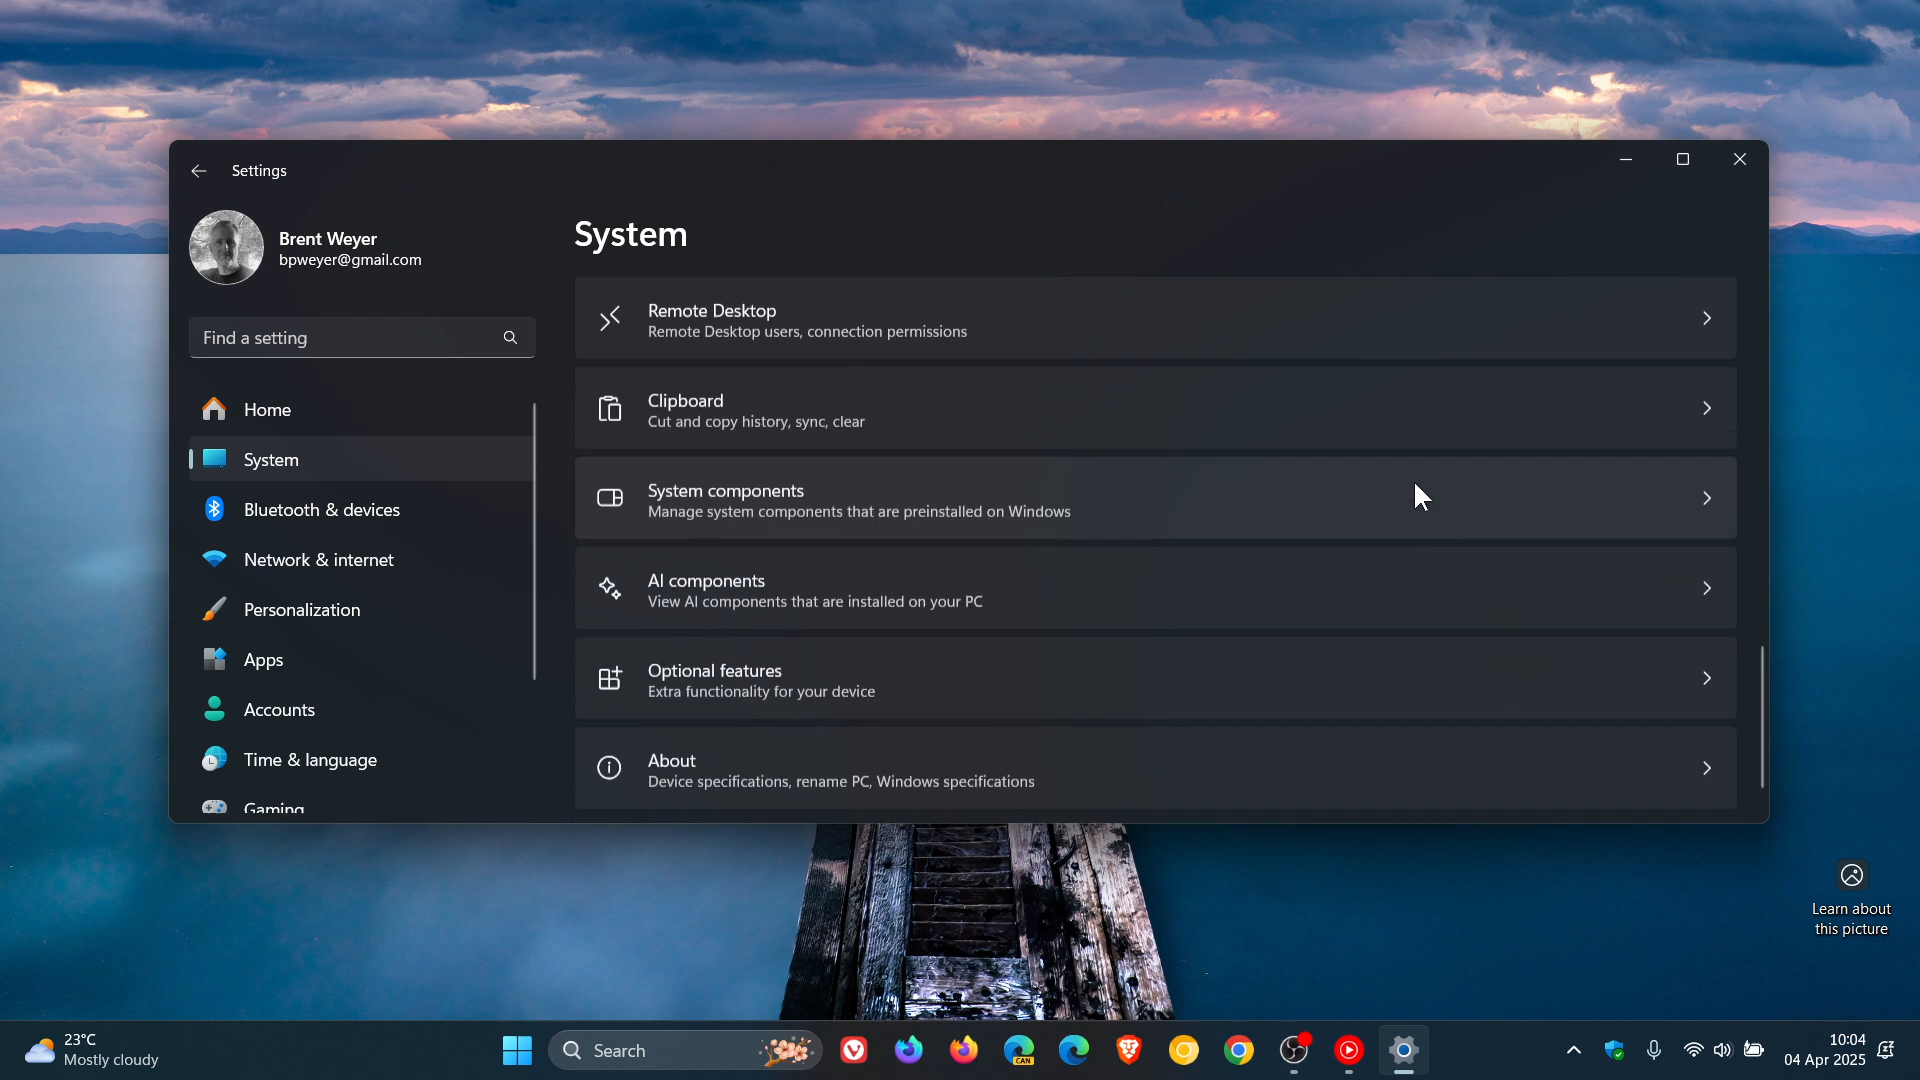 Settings
Brent Weyer
bpweyer@gmail.com
Find a setting
Home
System
Bluetooth & devices
Network & internet
Personalization
Apps
Accounts
Time & language
Gaming
System
Remote Desktop
Remote Desktop users, connection permissions
Clipboard
Cut and copy history, sync, clear
System components
Manage system components that are preinstalled on Windows
AI components
View AI components that are installed on your PC
Optional features
Extra functionality for your device
About
Device specifications, rename PC, Windows specifications
Learn about
this picture
23°C
Mostly cloudy
Search
CAN
10:04
04 Apr 2025